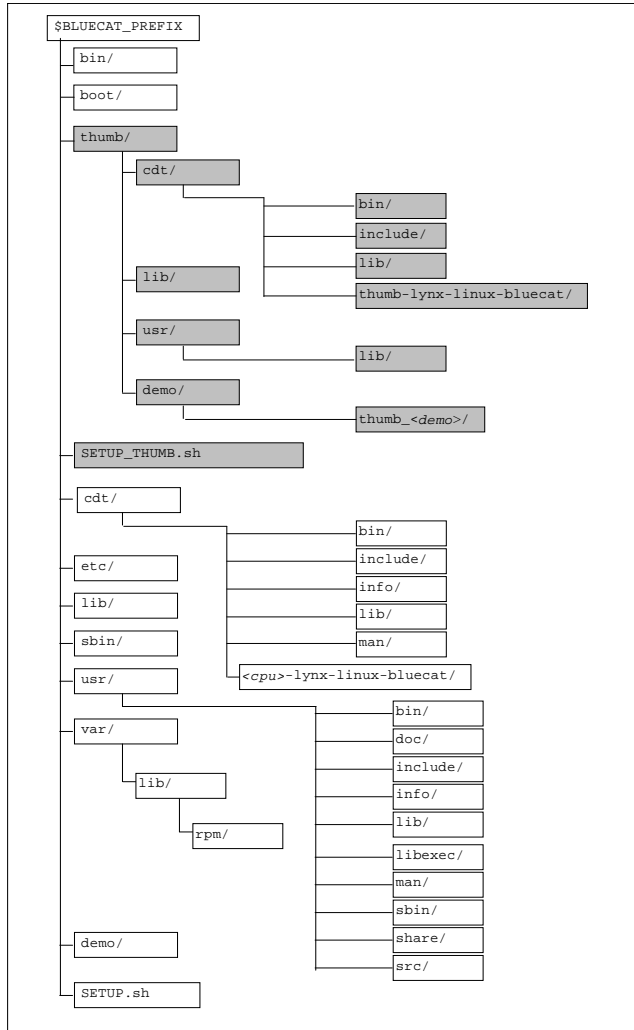 $BLUECAT_PREFIX
bin/
boot/
thumb/
cdt/
bin/
include/
lib/
thumb-lynx-linux-bluecat/
lib/
usr/
lib/
demo/
thumb_<demo>/
SETUP_THUMB.sh
cdt/
bin/
include/
info/
lib/
man/
<cpu>-lynx-linux-bluecat/
etc/
lib/
sbin/
usr/
bin/
doc/
include/
info/
lib/
libexec/
man/
sbin/
share/
src/
var/
lib/
rpm/
demo/
SETUP.sh